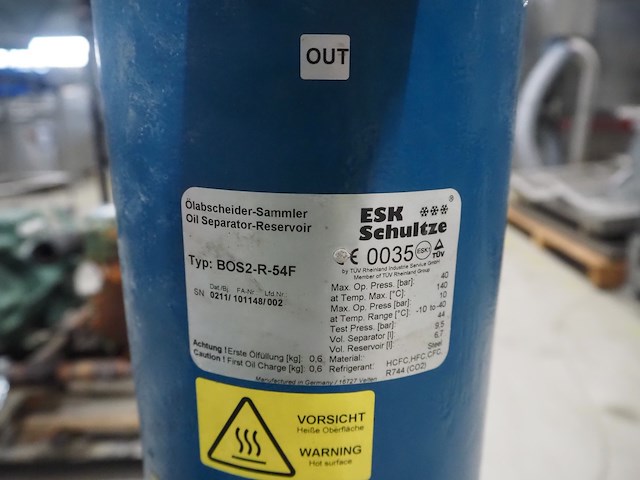 OUT
Ölabscheider-Sammler
Oil Separator-Reservoir
ESK
Schultze
®
CE 0035 ESK1 TÜV
by TÜV Rheinland Industrie Service GmbH
Member of TÜV Rheinland Group
Typ: BOS2-R-54F
Dat./Bj. FA-Nr. Lfd.Nr.
SN 0211/ 101148/ 002
Max. Op. Press. [bar]: 40
at Temp. Max. [°C]: 140
Max. Op. Press [bar]: 10
at Temp. Range [°C]: -10 to -40
Test Press. [bar]: 44
Vol. Separator [l]: 9,5
Vol. Reservoir [l]: 6,7
Material: Steel
Refrigerant: HCFC,HFC,CFC,
R744 (CO2)
Achtung ! Erste Ölfüllung [kg]: 0,6
Caution ! First Oil Charge [kg]: 0,6
Manufactured in Germany / 16727 Velten
VORSICHT
Heiße Oberfläche
WARNING
Hot surface